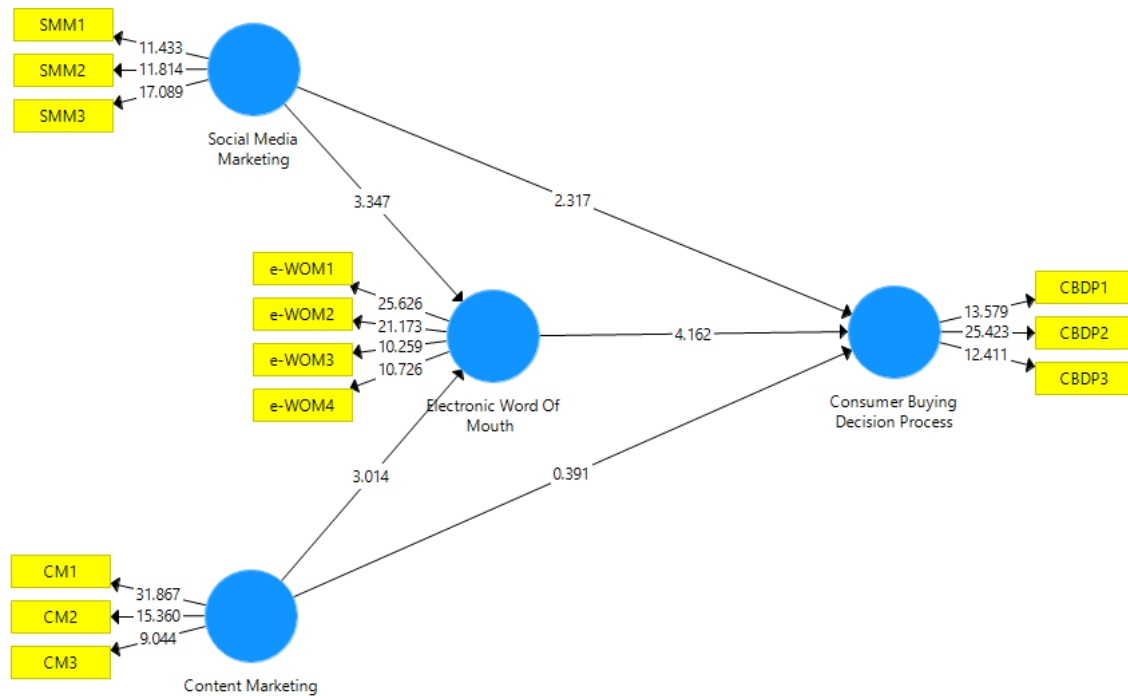 SMM1
11.433
SMM2
11.814
SMM3
17.089
Social Media
Marketing
3.347
2.317
e-WOM1
25.626
e-WOM2
21.173
e-WOM3
10.259
e-WOM4
10.726
Electronic Word Of
Mouth
4.162
CBDP1
13.579
CBDP2
25.423
CBDP3
12.411
Consumer Buying
Decision Process
3.014
0.391
CM1
31.867
CM2
15.360
CM3
9.044
Content Marketing